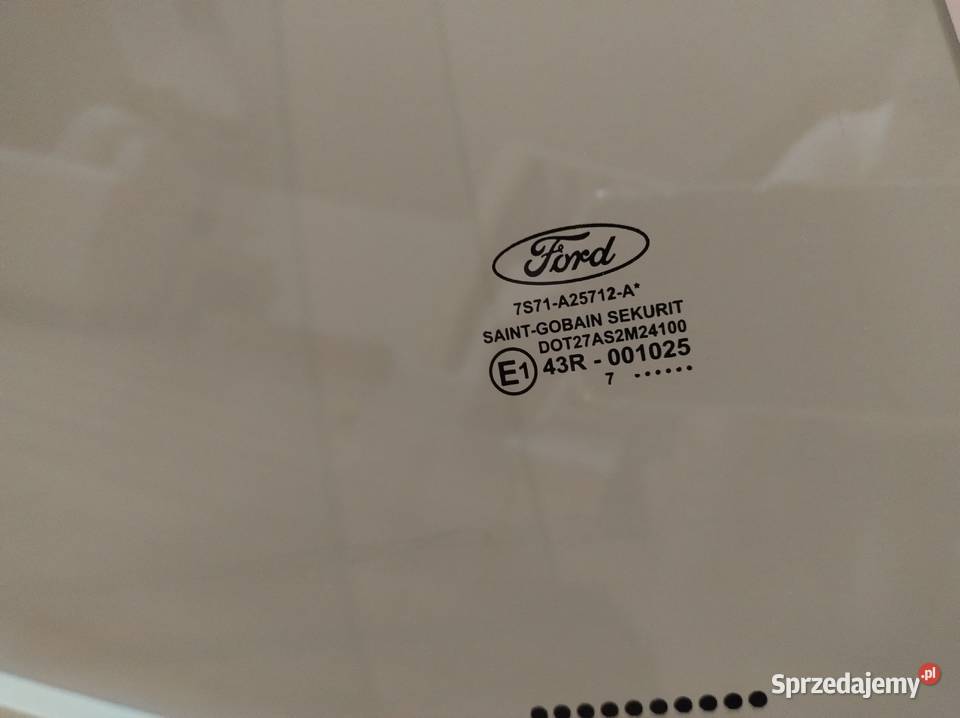 Ford
7S71-A25712-A*
SAINT-GOBAIN SEKURIT
DOT27AS2M24100
E1 43R - 001025
7 ••••••
Sprzedajemy.pl